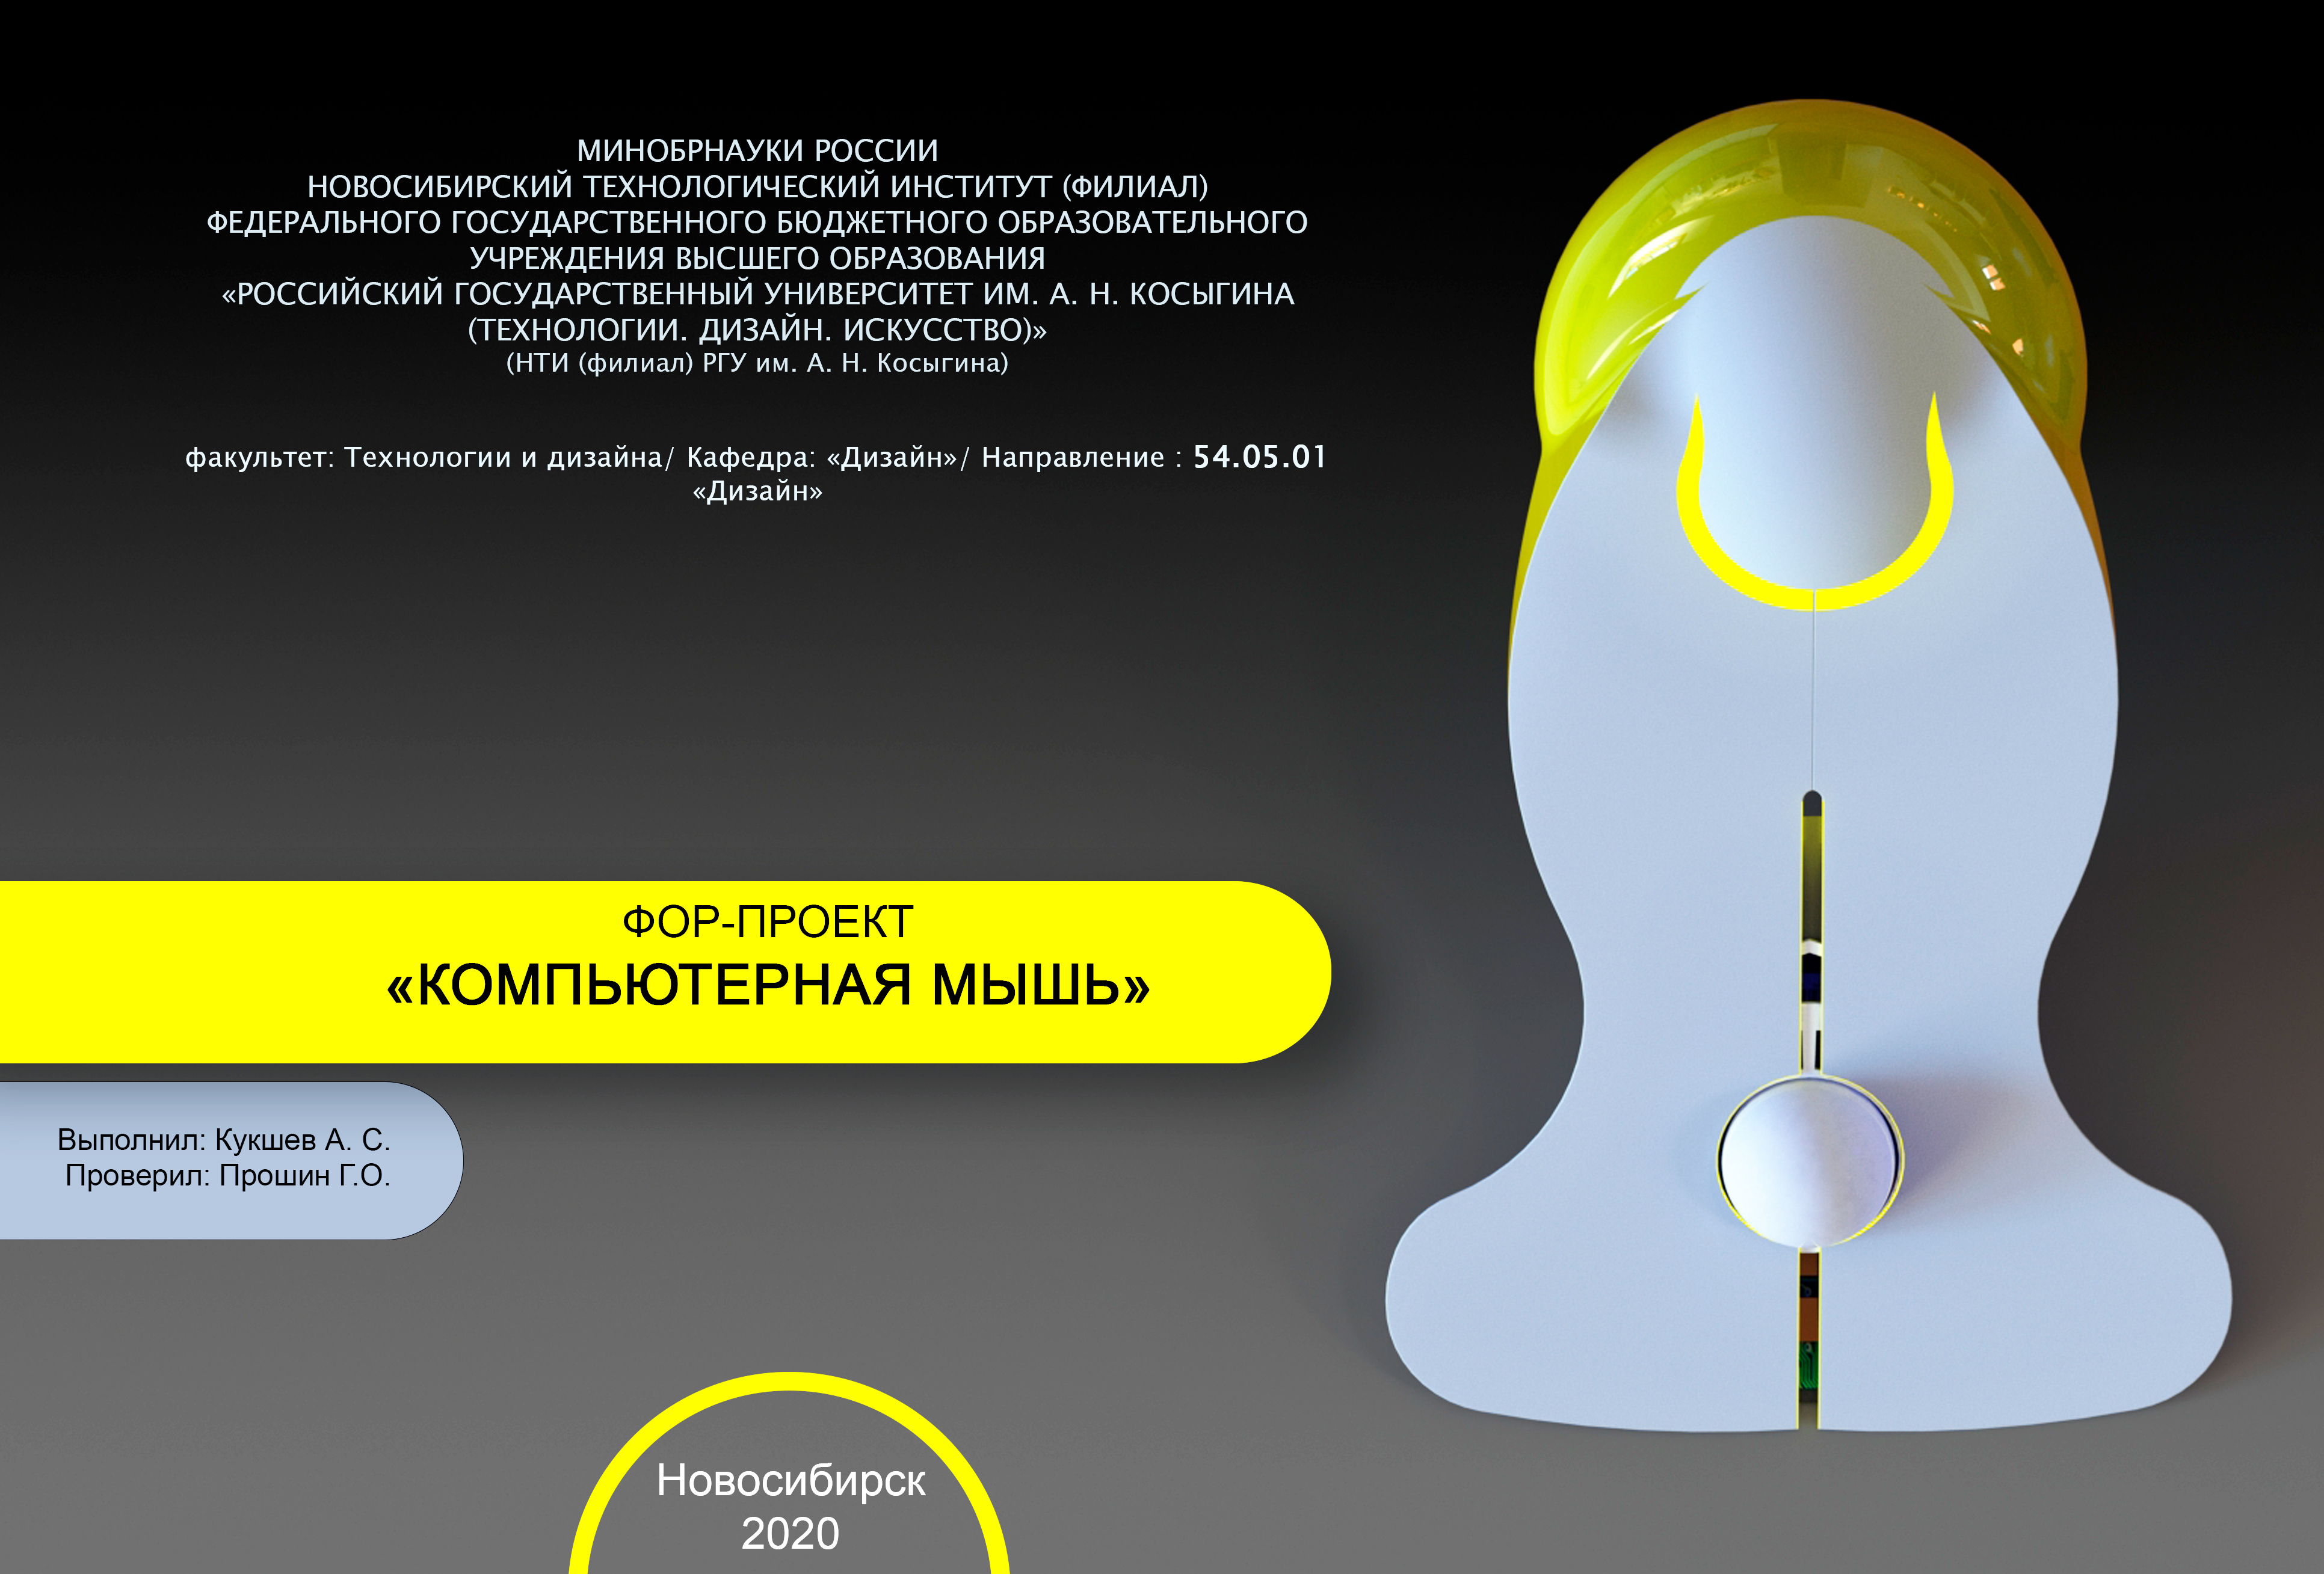 МИНОБРНАУКИ РОССИИ
НОВОСИБИРСКИЙ ТЕХНОЛОГИЧЕСКИЙ ИНСТИТУТ (ФИЛИАЛ)
ФЕДЕРАЛЬНОГО ГОСУДАРСТВЕННОГО БЮДЖЕТНОГО ОБРАЗОВАТЕЛЬНОГО
УЧРЕЖДЕНИЯ ВЫСШЕГО ОБРАЗОВАНИЯ
«РОССИЙСКИЙ ГОСУДАРСТВЕННЫЙ УНИВЕРСИТЕТ ИМ. А. Н. КОСЫГИНА
(ТЕХНОЛОГИИ. ДИЗАЙН. ИСКУССТВО)»
(НТИ (филиал) РГУ им. А. Н. Косыгина)
факультет: Технологии и дизайна/ Кафедра: «Дизайн»/ Направление : 54.05.01
«Дизайн»
ФОР-ПРОЕКТ
«КОМПЬЮТЕРНАЯ МЫШЬ»
Выполнил: Кукшев А. С.
Проверил: Прошин Г.О.
Новосибирск
2020